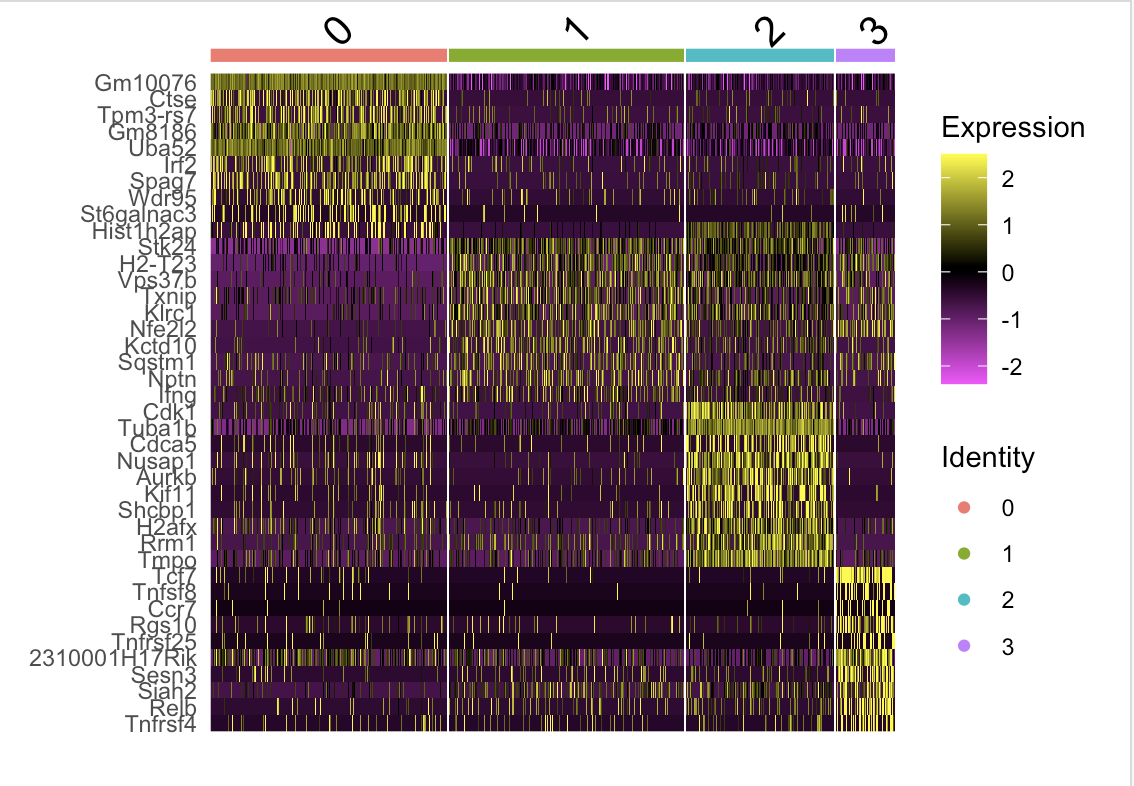 0 1 2 3
Gm10076
Ctse
Tpm3-rs7
Gm8186
Uba52
Irf2
Spag7
Wdr95
St6galnac3
Hist1h2ap
Stk24
H2-T23
Vps37b
Txnip
Klrc1
Nfe2l2
Kctd10
Sqstm1
Nptn
Ifng
Cdk1
Tuba1b
Cdca5
Nusap1
Aurkb
Kif11
Shcbp1
H2afx
Rrm1
Tmpo
Tcf7
Tnfsf8
Ccr7
Rgs10
Tnfrsf25
2310001H17Rik
Sesn3
Siah2
Relb
Tnfrsf4
Expression
2
1
0
-1
-2
Identity
0
1
2
3